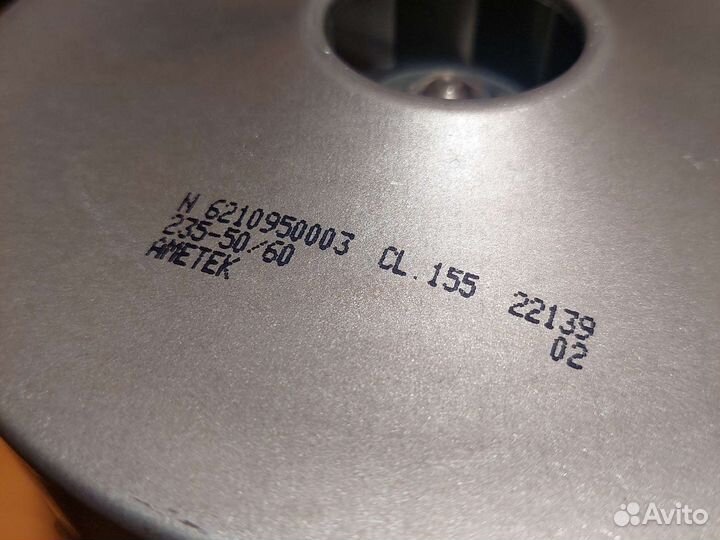 N 6210950003 CL.155 22139
235-50/60 02
AMETEK
Avito